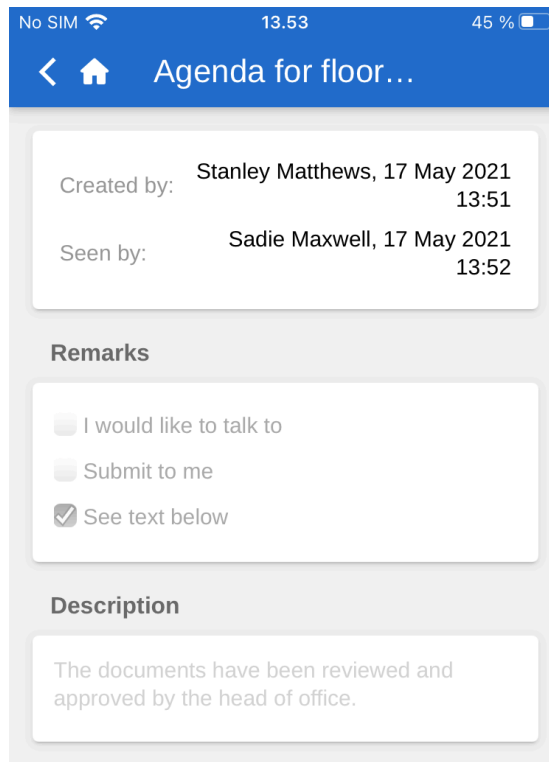 No SIM 13.53 45 %
Agenda for floor...
Created by: Stanley Matthews, 17 May 2021
13:51
Seen by: Sadie Maxwell, 17 May 2021
13:52
Remarks
I would like to talk to
Submit to me
See text below
Description
The documents have been reviewed and
approved by the head of office.